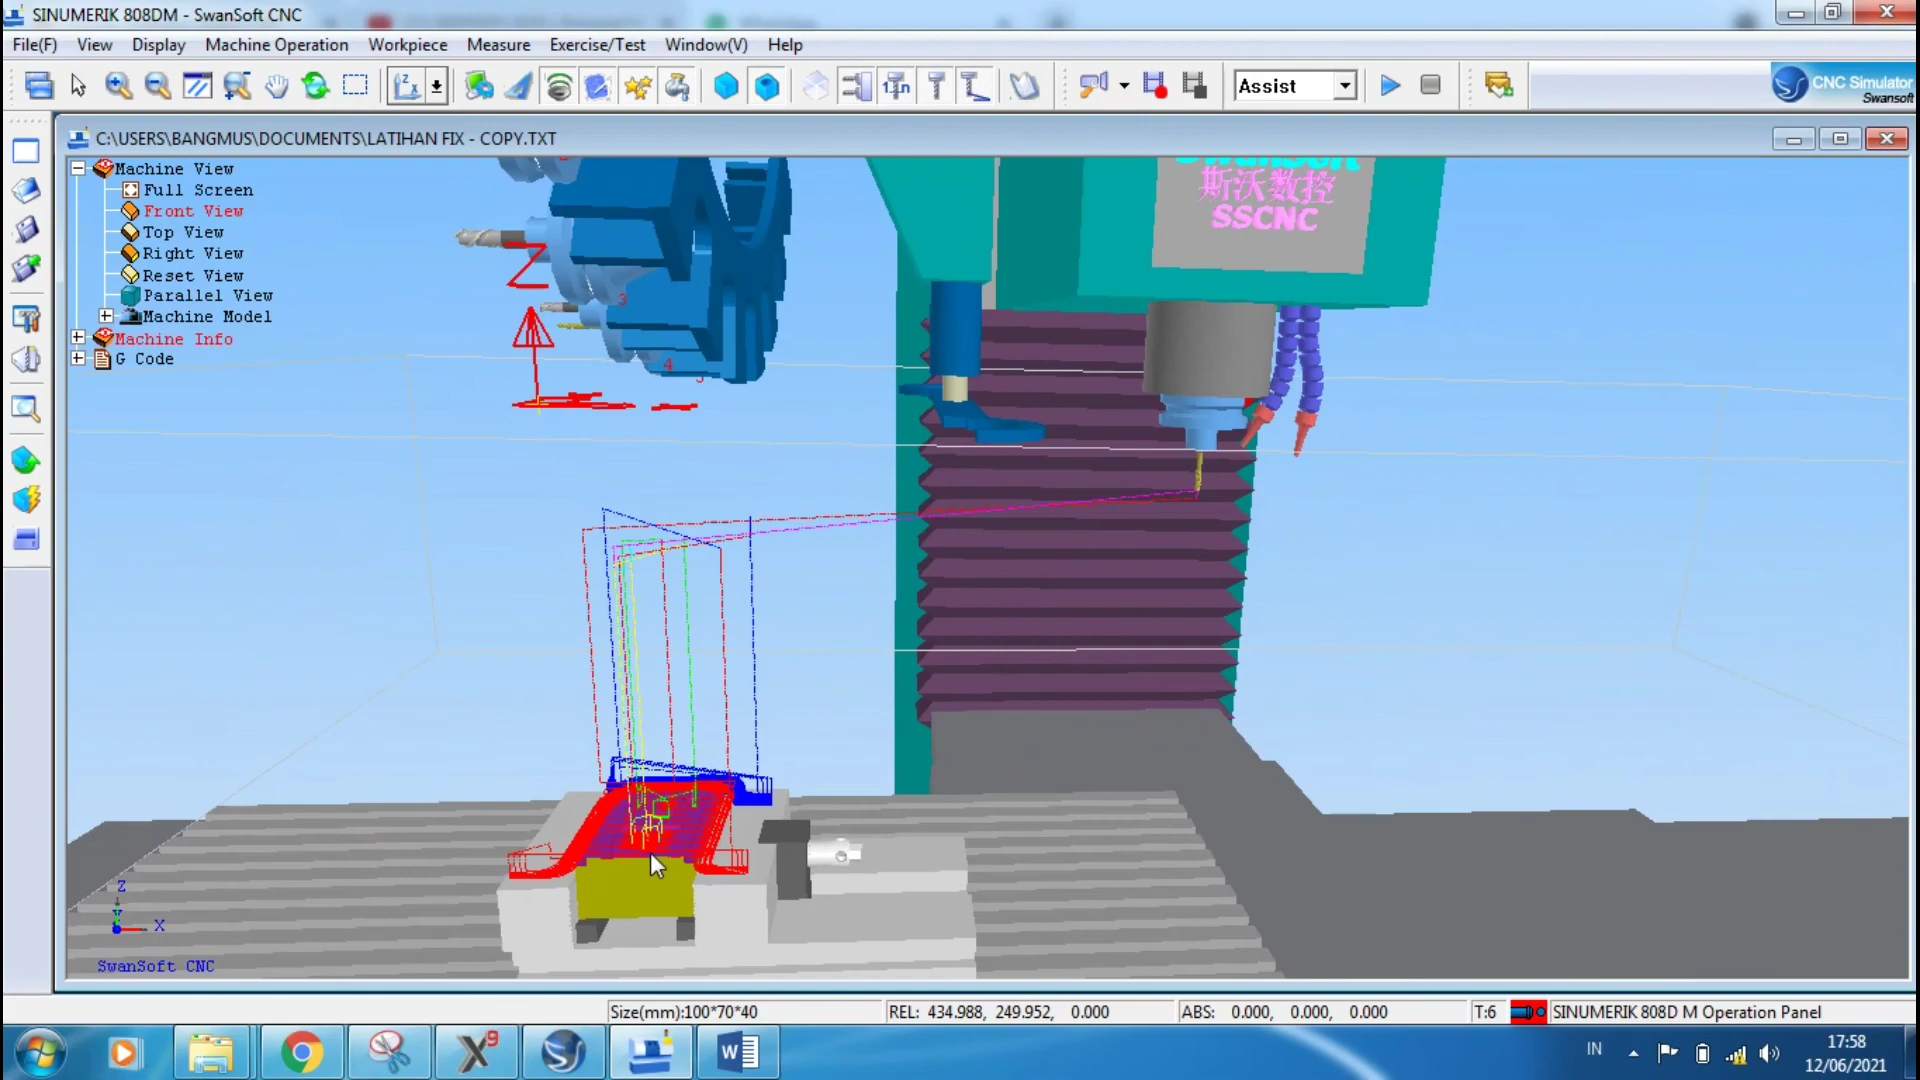 SINUMERIK 808DM - SwanSoft CNC
File(F) View Display Machine Operation Workpiece Measure Exercise/Test Window(V) Help
Assist
CNC Simulator
Swansoft
C:\USERS\BANGMUS\DOCUMENTS\LATIHAN FIX - COPY.TXT
Machine View
Full Screen
Front View
Top View
Right View
Reset View
Parallel View
Machine Model
Machine Info
G Code
SwanSoft
斯沃数控
SSCNC
Z
3
4
Z
X
SwanSoft CNC
Size(mm):100*70*40
REL: 434.988, 249.952, 0.000
ABS: 0.000, 0.000, 0.000
T:6
SINUMERIK 808D M Operation Panel
IN
17:58
12/06/2021